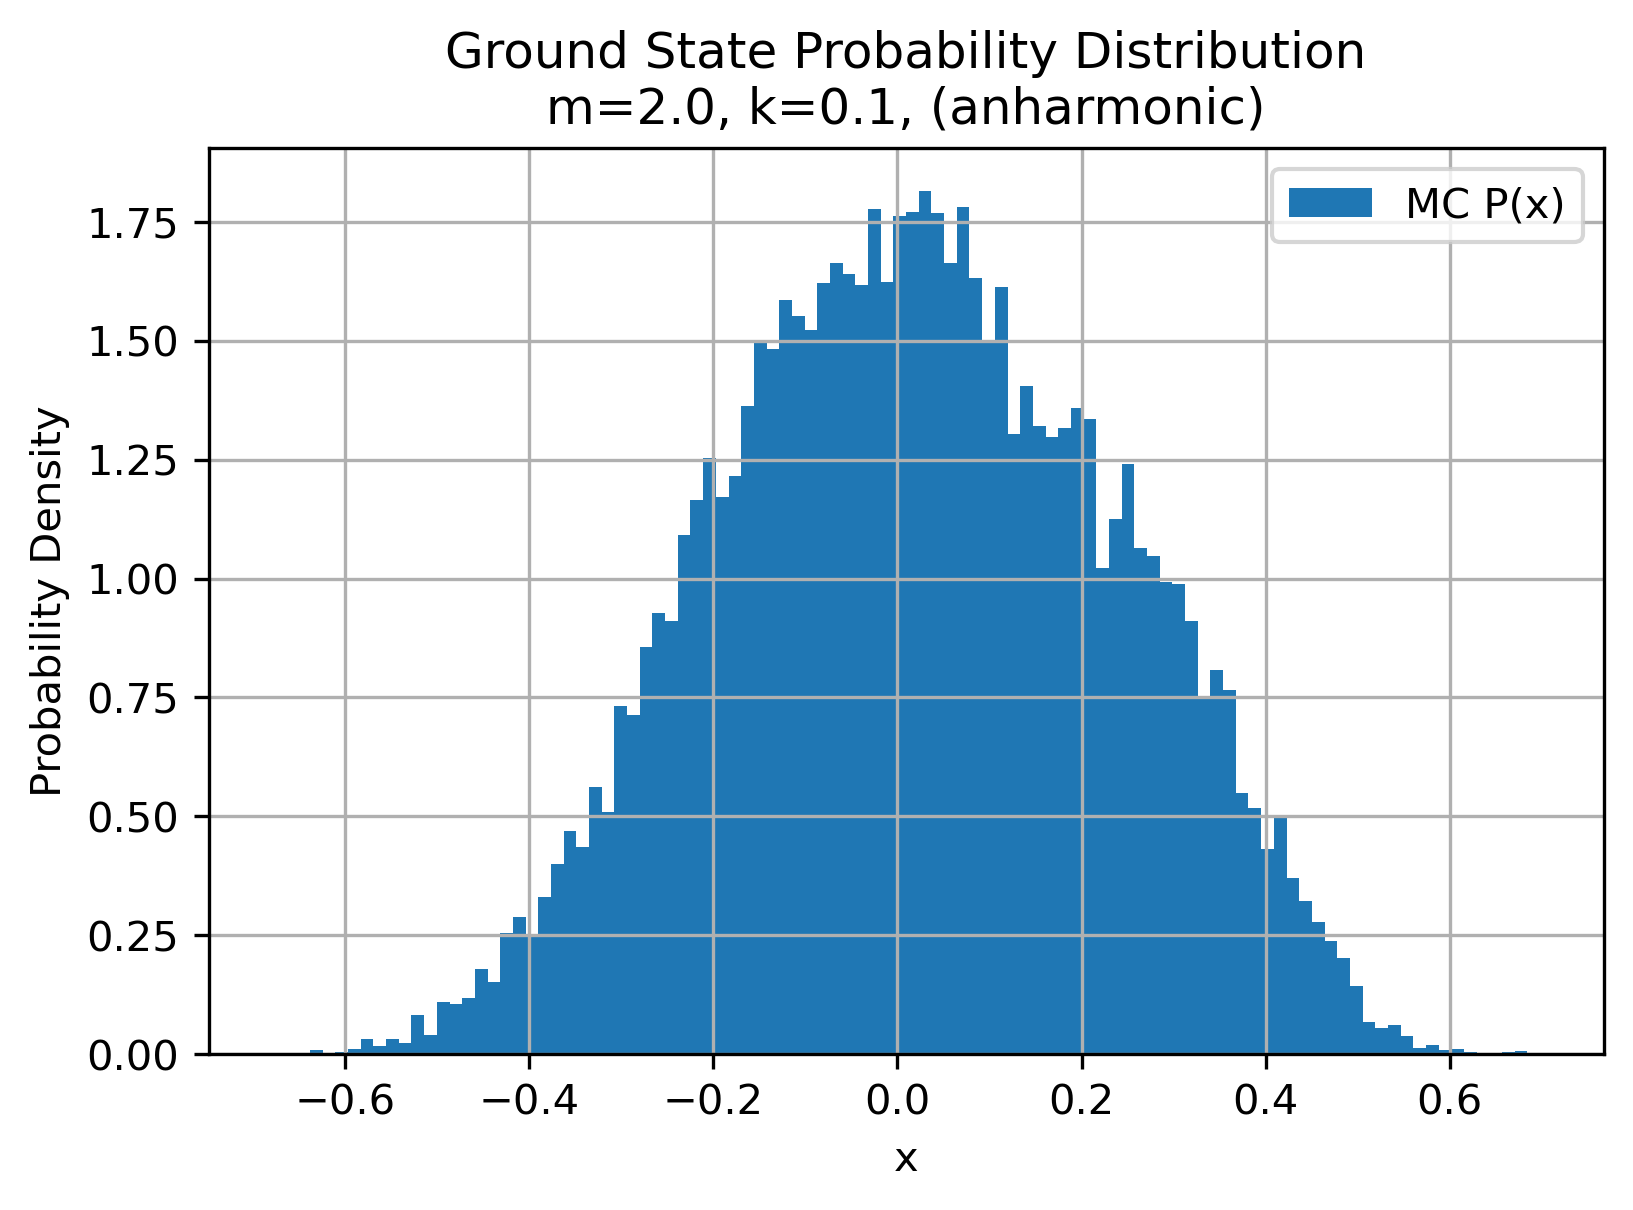 Ground State Probability Distribution
m=2.0, k=0.1, (anharmonic)
MC P(x)
Probability Density
1.75
1.50
1.25
1.00
0.75
0.50
0.25
0.00
−0.6 −0.4 −0.2 0.0 0.2 0.4 0.6
x